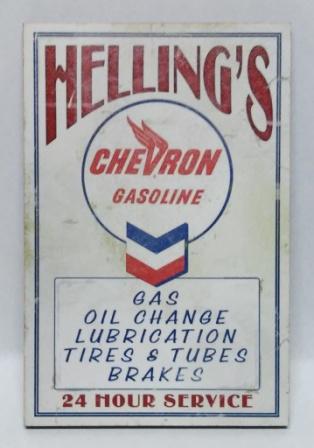 HELLING'S
CHEVRON
GASOLINE
GAS
OIL CHANGE
LUBRICATION
TIRES & TUBES
BRAKES
24 HOUR SERVICE